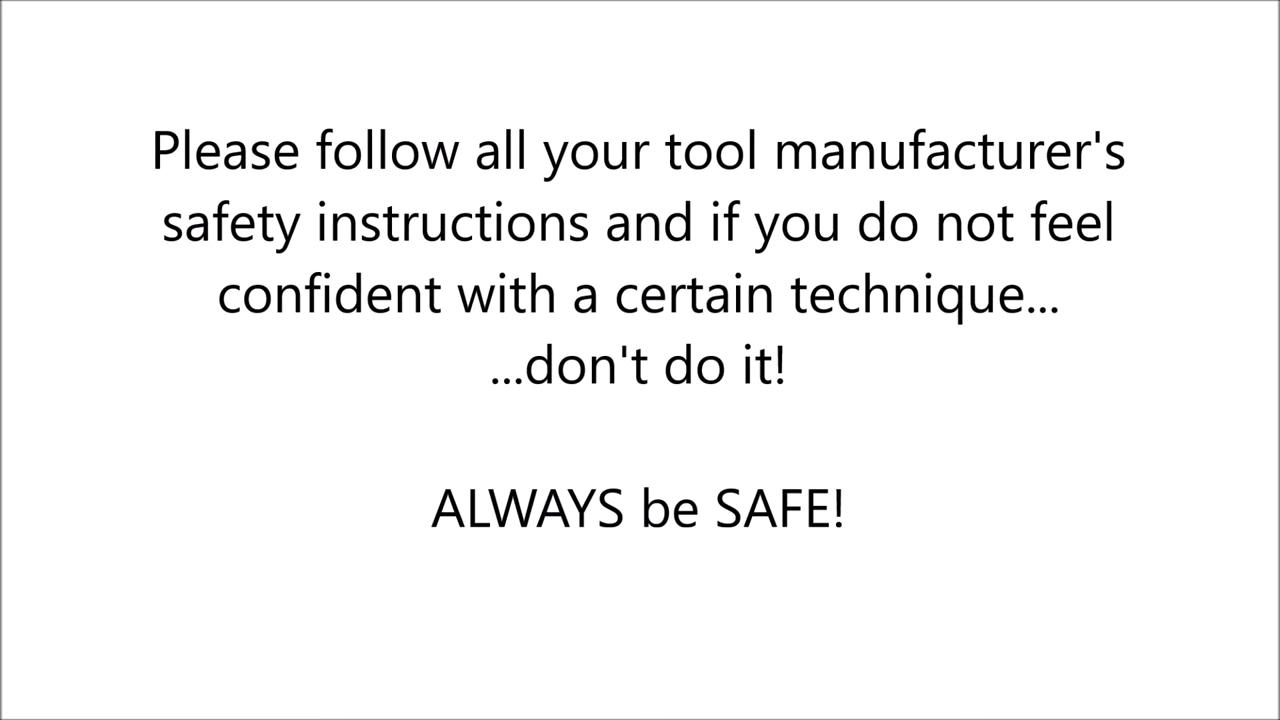 Please follow all your tool manufacturer's
safety instructions and if you do not feel
confident with a certain technique...
...don't do it!
ALWAYS be SAFE!